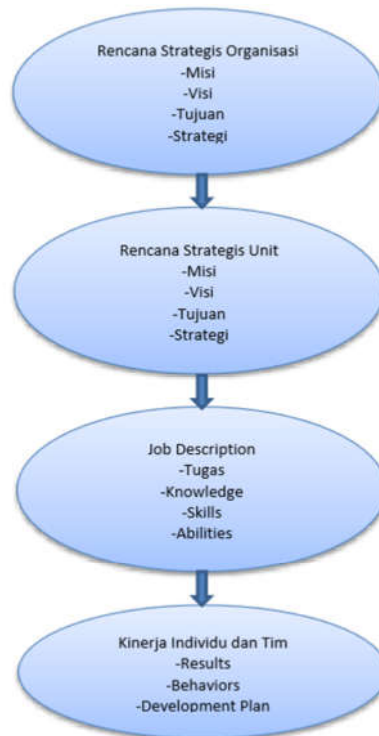 Rencana Strategis Organisasi
-Misi
-Visi
-Tujuan
-Strategi
Rencana Strategis Unit
-Misi
-Visi
-Tujuan
-Strategi
Job Description
-Tugas
-Knowledge
-Skills
-Abilities
Kinerja Individu dan Tim
-Results
-Behaviors
-Development Plan